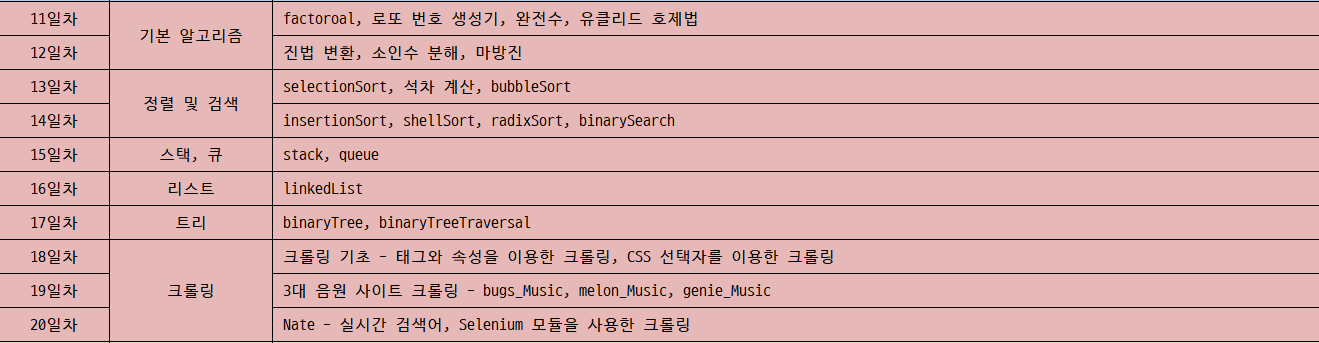 11일차 기본 알고리즘 factoroal, 로또 번호 생성기, 완전수, 유클리드 호제법
12일차 진법 변환, 소인수 분해, 마방진
13일차 정렬 및 검색 selectionSort, 석차 계산, bubbleSort
14일차 insertionSort, shellSort, radixSort, binarySearch
15일차 스택, 큐 stack, queue
16일차 리스트 linkedList
17일차 트리 binaryTree, binaryTreeTraversal
18일차 크롤링 기초 - 태그와 속성을 이용한 크롤링, CSS 선택자를 이용한 크롤링
19일차 크롤링 3대 음원 사이트 크롤링 - bugs_Music, melon_Music, genie_Music
20일차 Nate - 실시간 검색어, Selenium 모듈을 사용한 크롤링